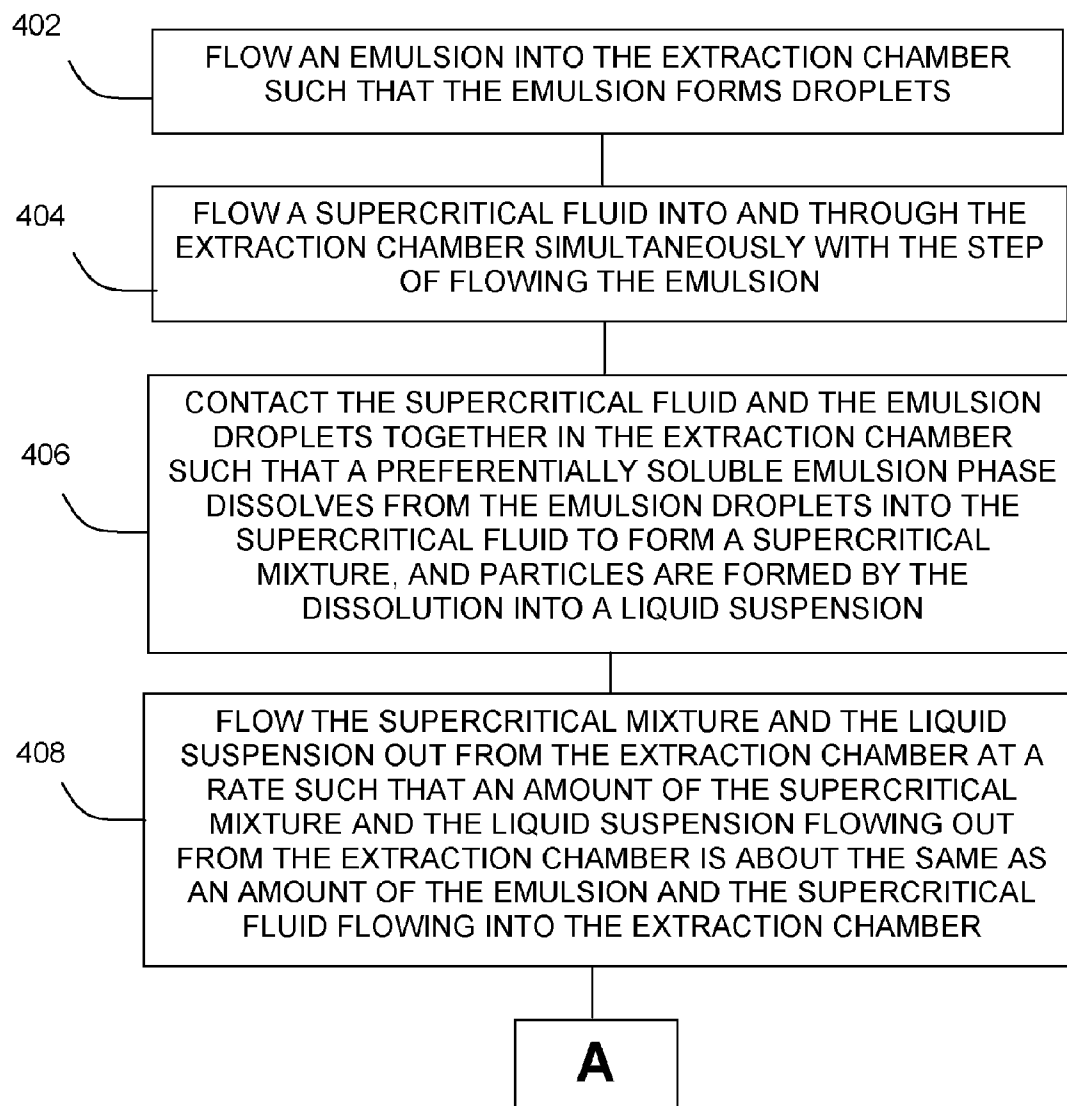 402
FLOW AN EMULSION INTO THE EXTRACTION CHAMBER
SUCH THAT THE EMULSION FORMS DROPLETS
404
FLOW A SUPERCRITICAL FLUID INTO AND THROUGH THE
EXTRACTION CHAMBER SIMULTANEOUSLY WITH THE STEP
OF FLOWING THE EMULSION
406
CONTACT THE SUPERCRITICAL FLUID AND THE EMULSION
DROPLETS TOGETHER IN THE EXTRACTION CHAMBER
SUCH THAT A PREFERENTIALLY SOLUBLE EMULSION PHASE
DISSOLVES FROM THE EMULSION DROPLETS INTO THE
SUPERCRITICAL FLUID TO FORM A SUPERCRITICAL
MIXTURE, AND PARTICLES ARE FORMED BY THE
DISSOLUTION INTO A LIQUID SUSPENSION
408
FLOW THE SUPERCRITICAL MIXTURE AND THE LIQUID
SUSPENSION OUT FROM THE EXTRACTION CHAMBER AT A
RATE SUCH THAT AN AMOUNT OF THE SUPERCRITICAL
MIXTURE AND THE LIQUID SUSPENSION FLOWING OUT
FROM THE EXTRACTION CHAMBER IS ABOUT THE SAME AS
AN AMOUNT OF THE EMULSION AND THE SUPERCRITICAL
FLUID FLOWING INTO THE EXTRACTION CHAMBER
A